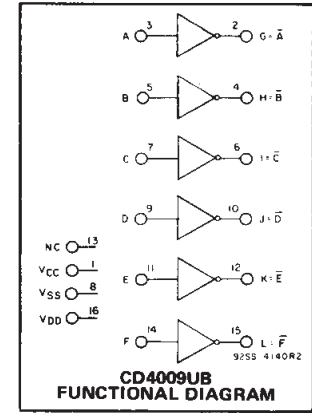 A 3 2 G = A̅
B 5 4 H = B̅
C 7 6 I = C̅
D 9 10 J = D̅
NC 13
VCC 1
E 11 12 K = E̅
VSS 8
VDD 16
F 14 15 L = F̅
92SS 4140R2
CD4009UB
FUNCTIONAL DIAGRAM